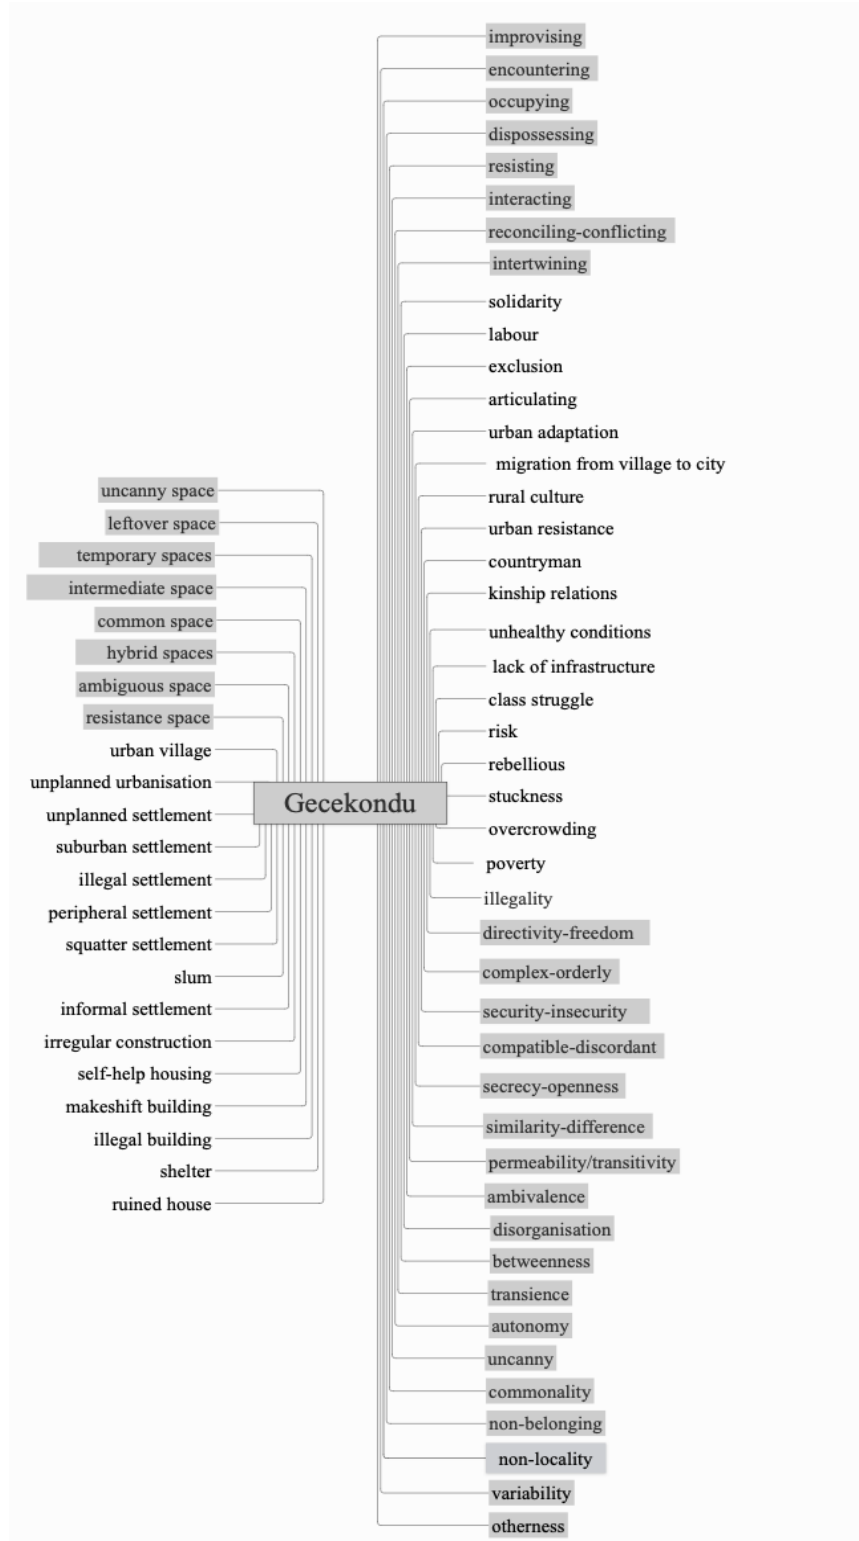 uncanny space
leftover space
temporary spaces
intermediate space
common space
hybrid spaces
ambiguous space
resistance space
urban village
unplanned urbanisation
unplanned settlement
suburban settlement
illegal settlement
peripheral settlement
squatter settlement
slum
informal settlement
irregular construction
self-help housing
makeshift building
illegal building
shelter
ruined house
Gecekondu
improvising
encountering
occupying
dispossessing
resisting
interacting
reconciling-conflicting
intertwining
solidarity
labour
exclusion
articulating
urban adaptation
migration from village to city
rural culture
urban resistance
countryman
kinship relations
unhealthy conditions
lack of infrastructure
class struggle
risk
rebellious
stuckness
overcrowding
poverty
illegality
directivity-freedom
complex-orderly
security-insecurity
compatible-discordant
secrecy-openness
similarity-difference
permeability/transitivity
ambivalence
disorganisation
betweenness
transience
autonomy
uncanny
commonality
non-belonging
non-locality
variability
otherness